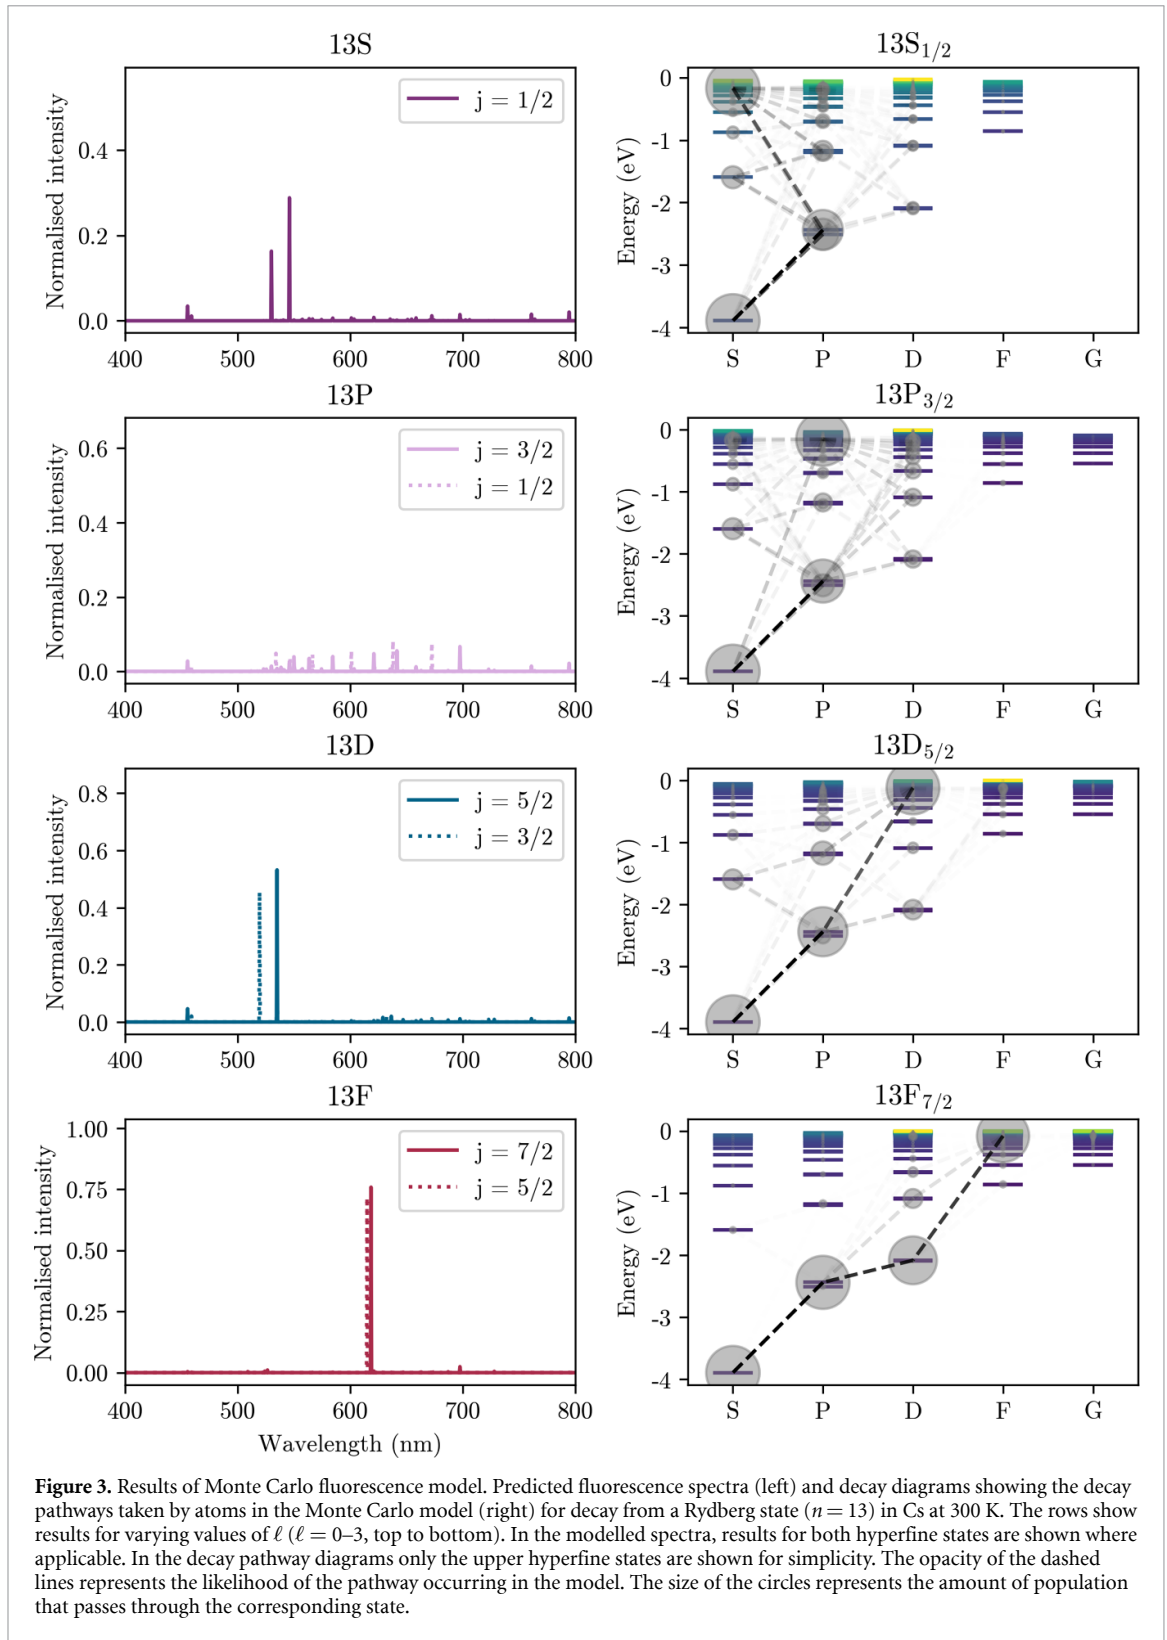 13S
Normalised intensity
0.4
0.2
0.0
j = 1/2
400 500 600 700 800
13S1/2
Energy (eV)
0
-1
-2
-3
-4
S P D F G
13P
Normalised intensity
0.6
0.4
0.2
0.0
j = 3/2
j = 1/2
400 500 600 700 800
13P3/2
Energy (eV)
0
-1
-2
-3
-4
S P D F G
13D
Normalised intensity
0.8
0.6
0.4
0.2
0.0
j = 5/2
j = 3/2
400 500 600 700 800
13D5/2
Energy (eV)
0
-1
-2
-3
-4
S P D F G
13F
Normalised intensity
1.00
0.75
0.50
0.25
0.00
j = 7/2
j = 5/2
400 500 600 700 800
Wavelength (nm)
13F7/2
Energy (eV)
0
-1
-2
-3
-4
S P D F G
Figure 3. Results of Monte Carlo fluorescence model. Predicted fluorescence spectra (left) and decay diagrams showing the decay
pathways taken by atoms in the Monte Carlo model (right) for decay from a Rydberg state (n = 13) in Cs at 300 K. The rows show
results for varying values of ℓ (ℓ = 0–3, top to bottom). In the modelled spectra, results for both hyperfine states are shown where
applicable. In the decay pathway diagrams only the upper hyperfine states are shown for simplicity. The opacity of the dashed
lines represents the likelihood of the pathway occurring in the model. The size of the circles represents the amount of population
that passes through the corresponding state.